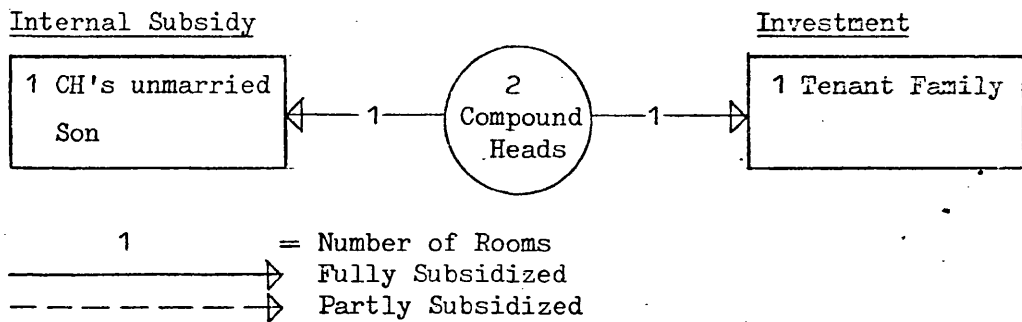 Internal Subsidy
Investment
1 CH's unmarried
Son
1
2
Compound
Heads
1
1 Tenant Family
1 = Number of Rooms
Fully Subsidized
Partly Subsidized